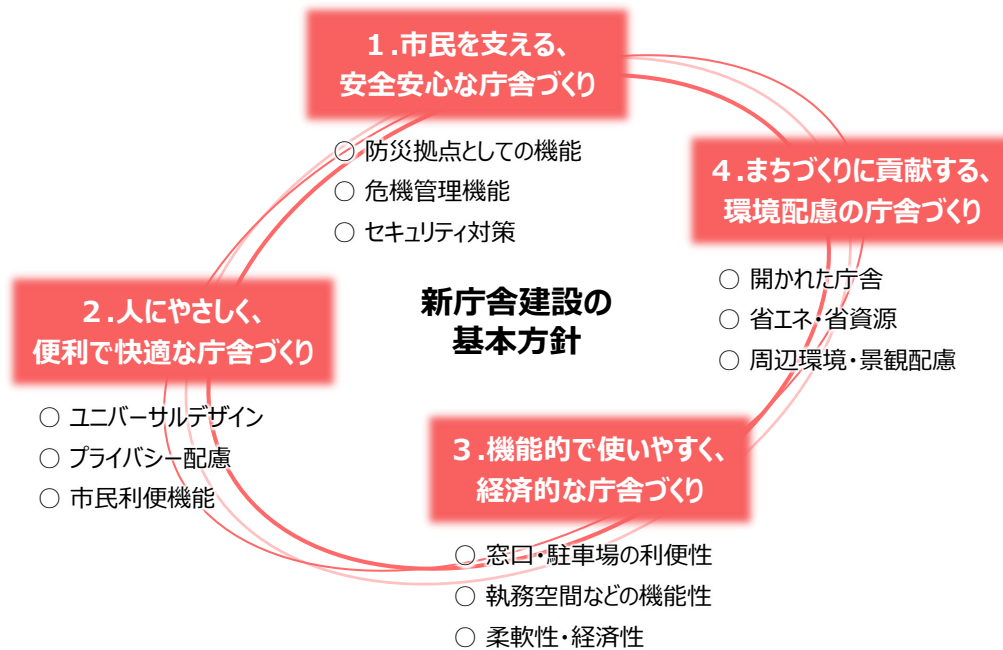 1.市民を支える、
安全安心な庁舎づくり
○ 防災拠点としての機能
○ 危機管理機能
○ セキュリティ対策
4.まちづくりに貢献する、
環境配慮の庁舎づくり
○ 開かれた庁舎
○ 省エネ・省資源
○ 周辺環境・景観配慮
新庁舎建設の
基本方針
2.人にやさしく、
便利で快適な庁舎づくり
○ ユニバーサルデザイン
○ プライバシー配慮
○ 市民利便機能
3.機能的で使いやすく、
経済的な庁舎づくり
○ 窓口・駐車場の利便性
○ 執務空間などの機能性
○ 柔軟性・経済性